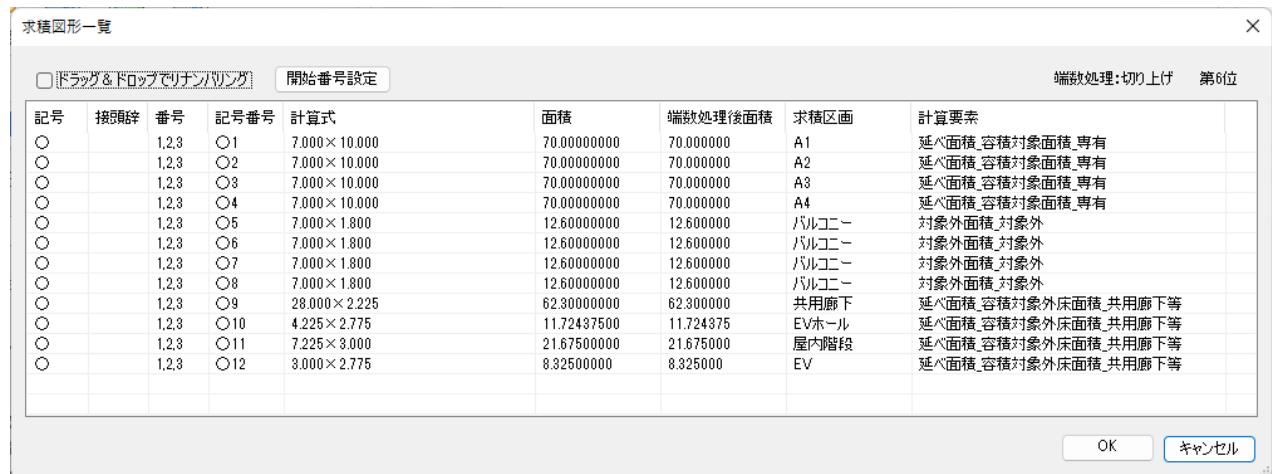 求積図形一覧
ドラッグ&ドロップでリナンバリング 開始番号設定 端数処理:切り上げ 第6位
記号 接頭辞 番号 記号番号 計算式 面積 端数処理後面積 求積区画 計算要素
○ 1,2,3 ○1 7.000×10.000 70.00000000 70.000000 A1 延べ面積_容積対象面積_専有
○ 1,2,3 ○2 7.000×10.000 70.00000000 70.000000 A2 延べ面積_容積対象面積_専有
○ 1,2,3 ○3 7.000×10.000 70.00000000 70.000000 A3 延べ面積_容積対象面積_専有
○ 1,2,3 ○4 7.000×10.000 70.00000000 70.000000 A4 延べ面積_容積対象面積_専有
○ 1,2,3 ○5 7.000×1.800 12.60000000 12.600000 バルコニー 対象外面積_対象外
○ 1,2,3 ○6 7.000×1.800 12.60000000 12.600000 バルコニー 対象外面積_対象外
○ 1,2,3 ○7 7.000×1.800 12.60000000 12.600000 バルコニー 対象外面積_対象外
○ 1,2,3 ○8 7.000×1.800 12.60000000 12.600000 バルコニー 対象外面積_対象外
○ 1,2,3 ○9 28.000×2.225 62.30000000 62.300000 共用廊下 延べ面積_容積対象外床面積_共用廊下等
○ 1,2,3 ○10 4.225×2.775 11.72437500 11.724375 EVホール 延べ面積_容積対象外床面積_共用廊下等
○ 1,2,3 ○11 7.225×3.000 21.67500000 21.675000 屋内階段 延べ面積_容積対象外床面積_共用廊下等
○ 1,2,3 ○12 3.000×2.775 8.32500000 8.325000 EV 延べ面積_容積対象外床面積_共用廊下等
OK キャンセル